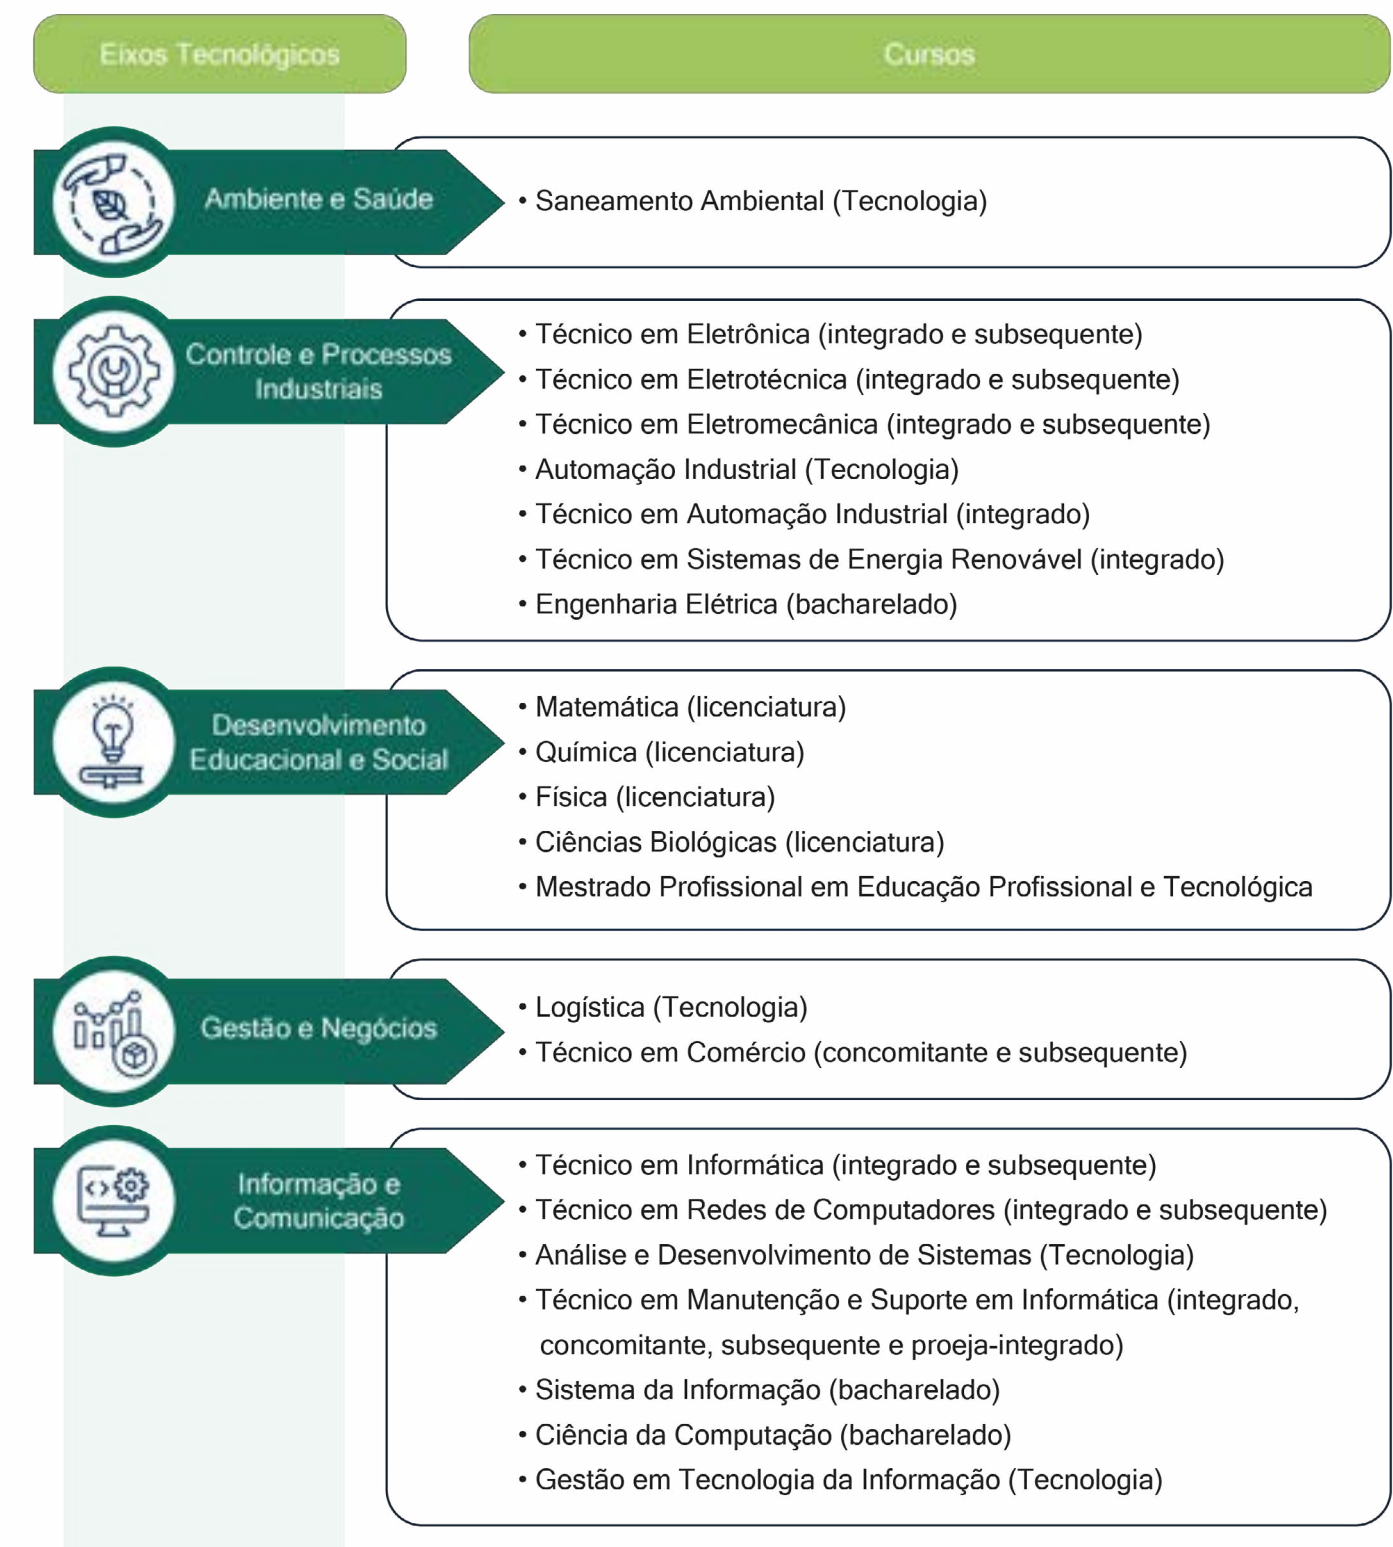 Eixos Tecnológicos
Cursos
Ambiente e Saúde
• Saneamento Ambiental (Tecnologia)
Controle e Processos
Industriais
• Técnico em Eletrônica (integrado e subsequente)
• Técnico em Eletrotécnica (integrado e subsequente)
• Técnico em Eletromecânica (integrado e subsequente)
• Automação Industrial (Tecnologia)
• Técnico em Automação Industrial (integrado)
• Técnico em Sistemas de Energia Renovável (integrado)
• Engenharia Elétrica (bacharelado)
Desenvolvimento
Educacional e Social
• Matemática (licenciatura)
• Química (licenciatura)
• Física (licenciatura)
• Ciências Biológicas (licenciatura)
• Mestrado Profissional em Educação Profissional e Tecnológica
Gestão e Negócios
• Logística (Tecnologia)
• Técnico em Comércio (concomitante e subsequente)
Informação e
Comunicação
• Técnico em Informática (integrado e subsequente)
• Técnico em Redes de Computadores (integrado e subsequente)
• Análise e Desenvolvimento de Sistemas (Tecnologia)
• Técnico em Manutenção e Suporte em Informática (integrado,
concomitante, subsequente e proeja-integrado)
• Sistema da Informação (bacharelado)
• Ciência da Computação (bacharelado)
• Gestão em Tecnologia da Informação (Tecnologia)